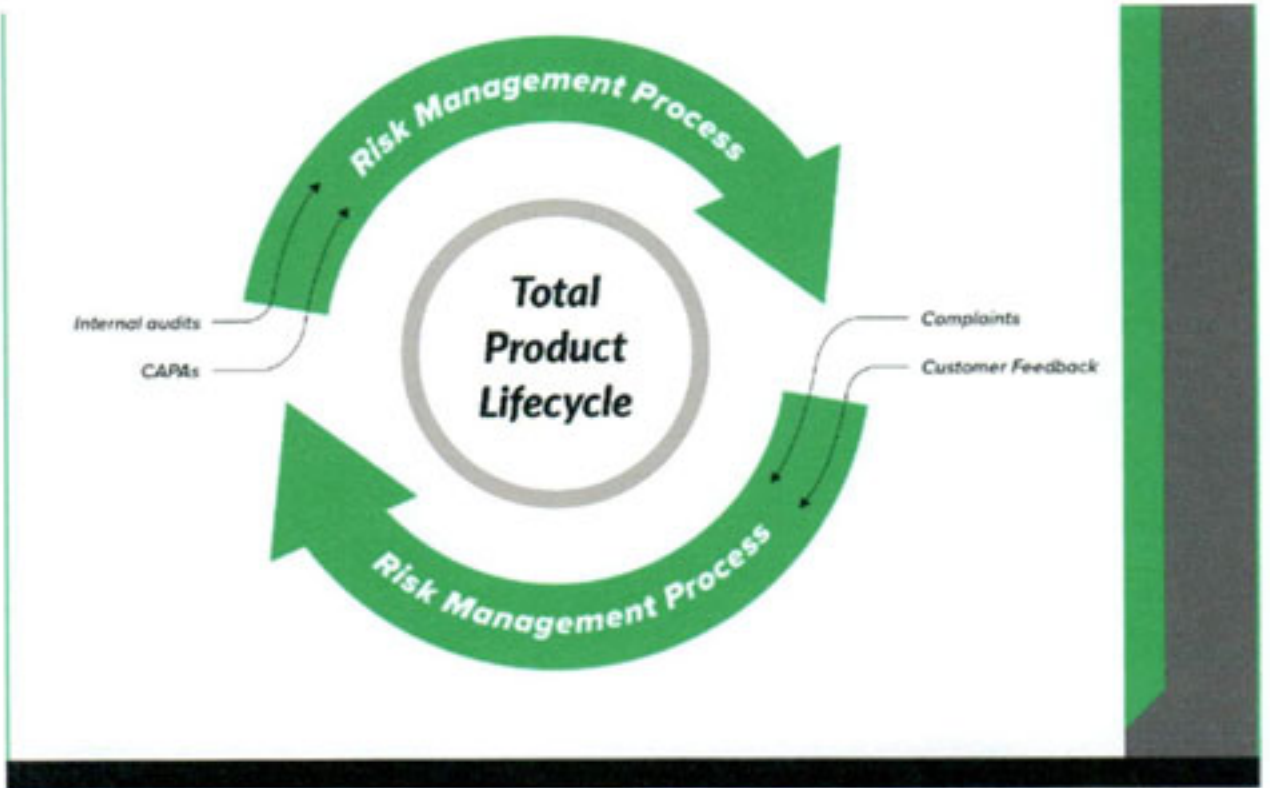 Risk Management Process
Internal audits
CAPAs
Total
Product
Lifecycle
Complaints
Customer Feedback
Risk Management Process